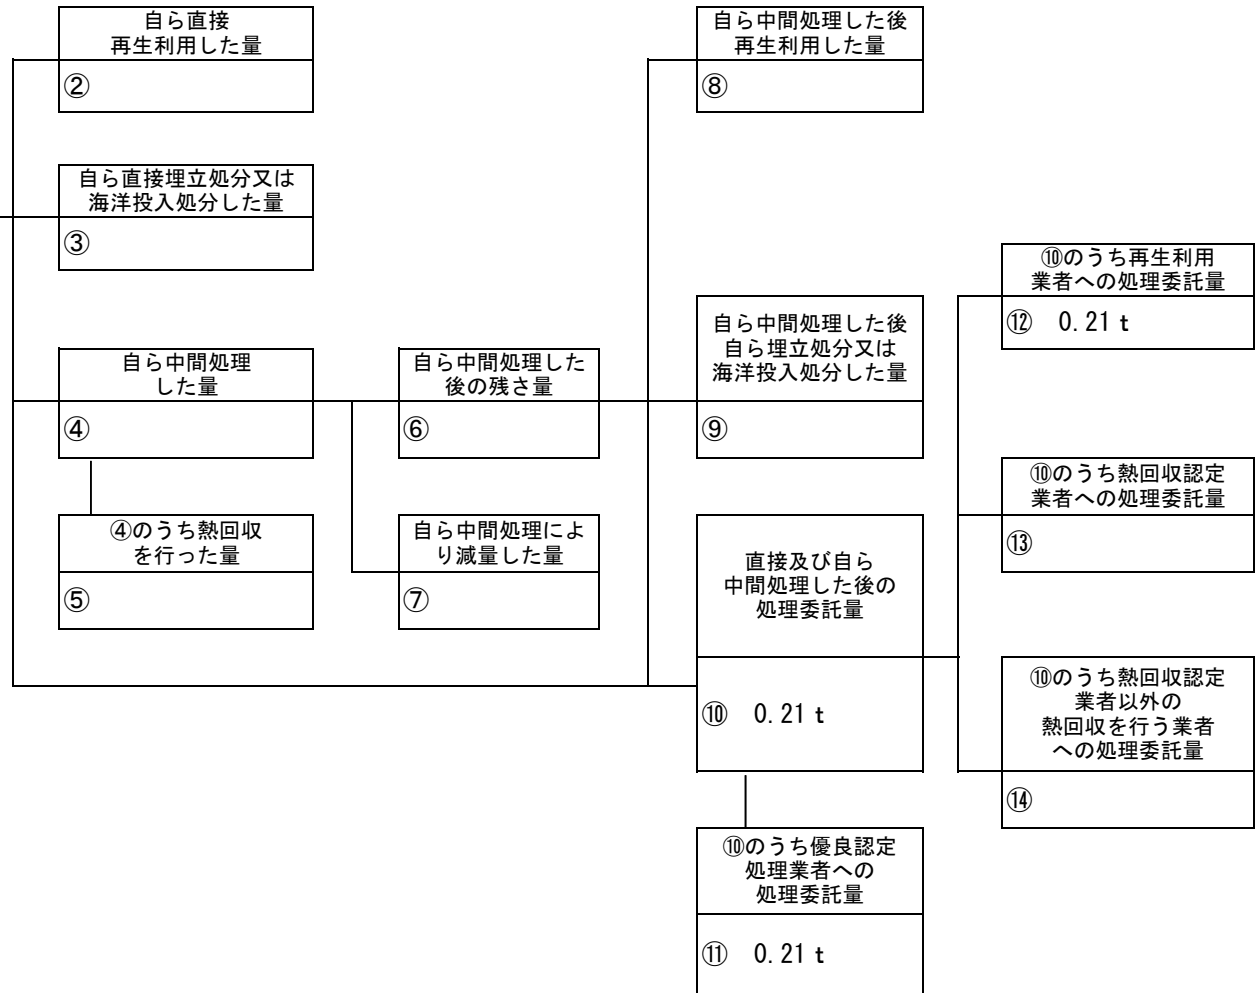 自ら直接
再生利用した量
②
自ら中間処理した後
再生利用した量
⑧
自ら直接埋立処分又は
海洋投入処分した量
③
⑩のうち再生利用
業者への処理委託量
⑫ 0.21 t
自ら中間処理
した量
④
自ら中間処理した
後の残さ量
⑥
自ら中間処理した後
自ら埋立処分又は
海洋投入処分した量
⑨
⑩のうち熱回収認定
業者への処理委託量
⑬
④のうち熱回収
を行った量
⑤
自ら中間処理によ
り減量した量
⑦
直接及び自ら
中間処理した後の
処理委託量
⑩ 0.21 t
⑩のうち熱回収認定
業者以外の
熱回収を行う業者
への処理委託量
⑭
⑩のうち優良認定
処理業者への
処理委託量
⑪ 0.21 t